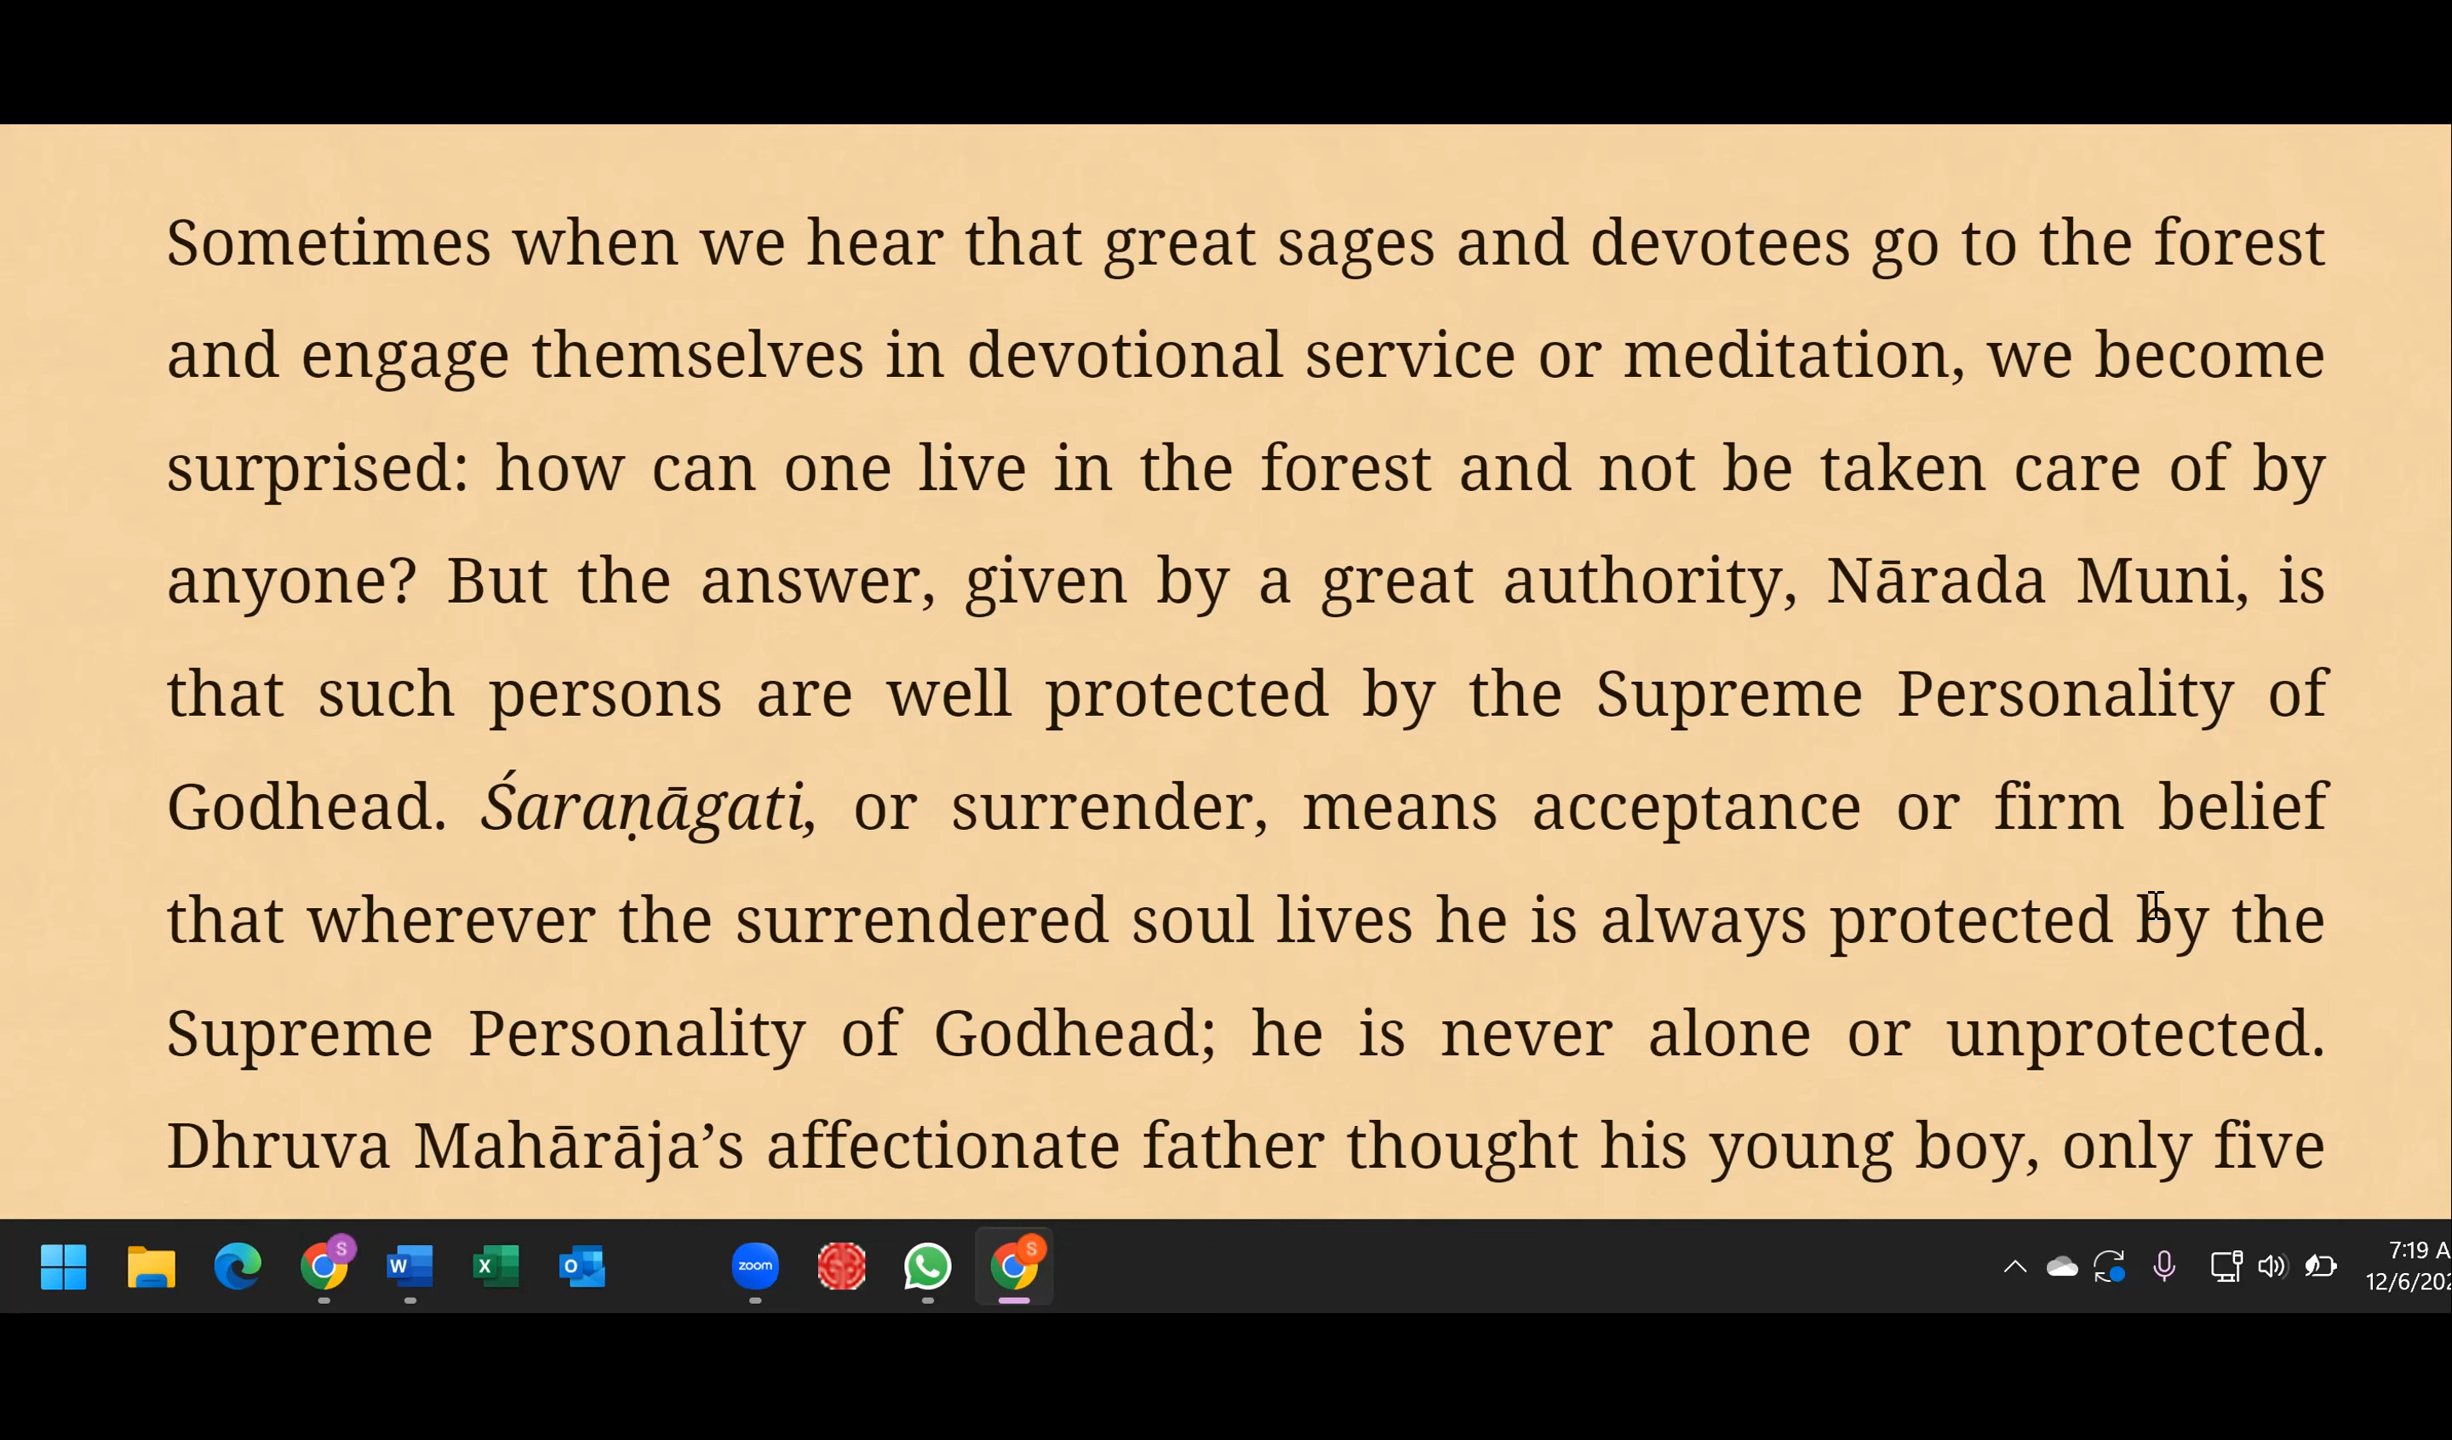 Sometimes when we hear that great sages and devotees go to the forest
and engage themselves in devotional service or meditation, we become
surprised: how can one live in the forest and not be taken care of by
anyone? But the answer, given by a great authority, Nārada Muni, is
that such persons are well protected by the Supreme Personality of
Godhead. Śaraṇāgati, or surrender, means acceptance or firm belief
that wherever the surrendered soul lives he is always protected by the
Supreme Personality of Godhead; he is never alone or unprotected.
Dhruva Mahārāja’s affectionate father thought his young boy, only five
S
W
X
O
zoom
S
7:19 A
12/6/202